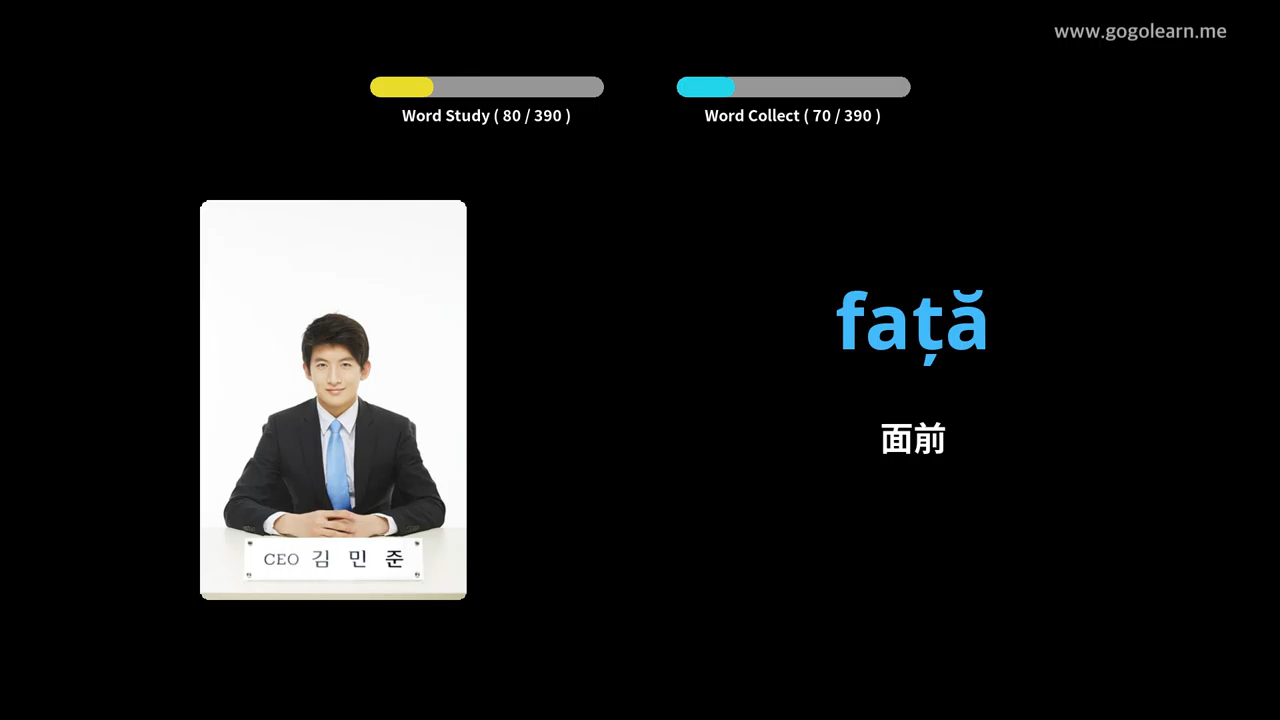 www.gogolearn.me
Word Study ( 80 / 390 )
Word Collect ( 70 / 390 )
față
面前
CEO 김 민 준